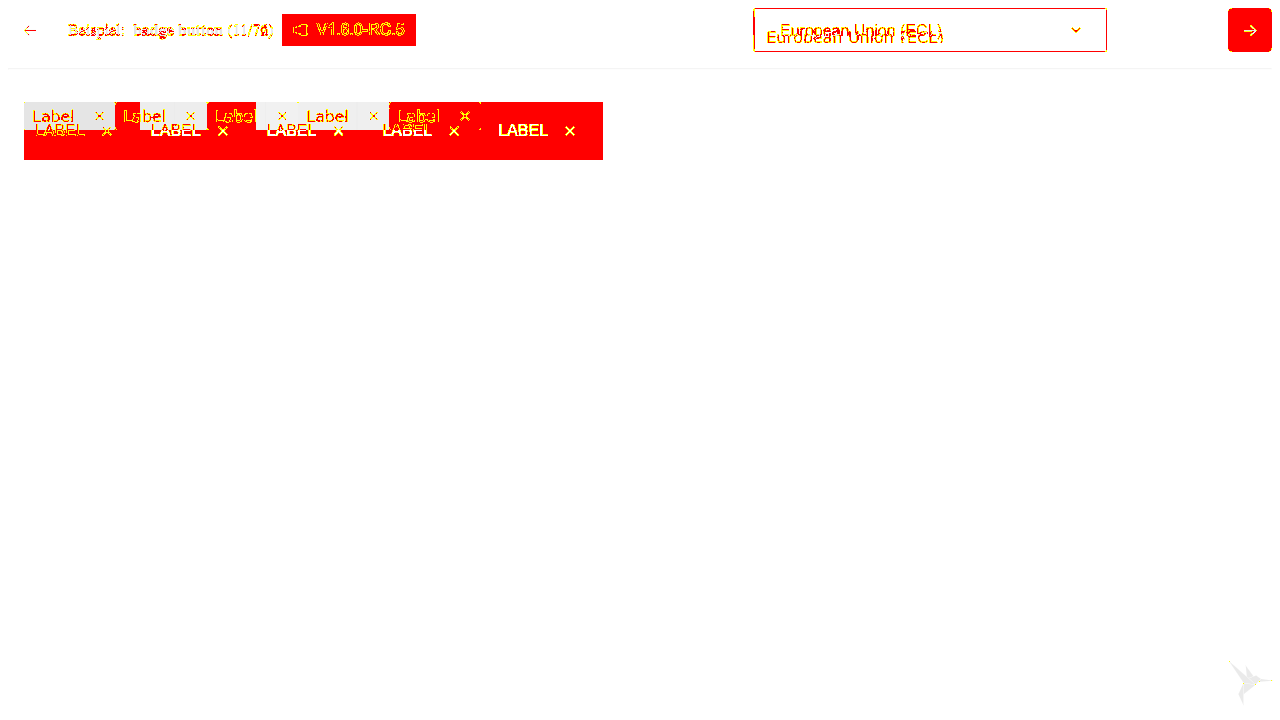 Beispiel: badge button (11/70) V1.6.0-RC.5
European Union (ECL)
European Union (ECL)
Label Label Label Label Label
LABEL LABEL LABEL LABEL LABEL